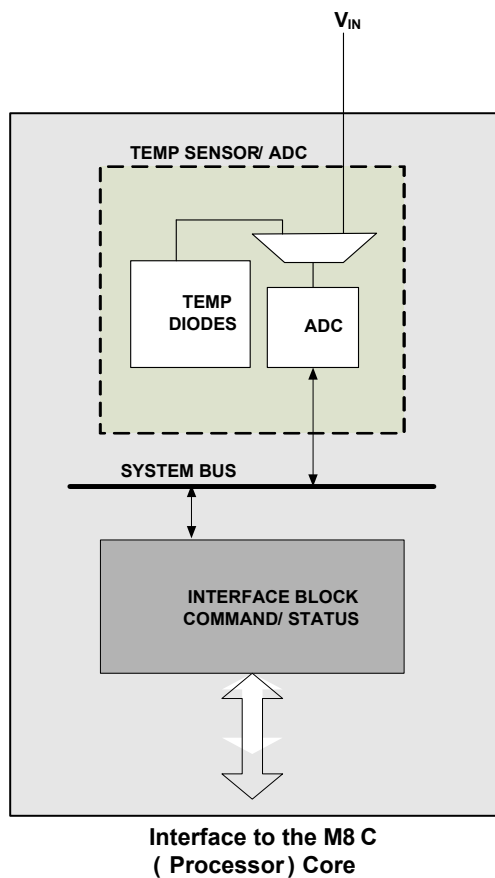 VIN
TEMP SENSOR/ ADC
TEMP
DIODES
ADC
SYSTEM BUS
INTERFACE BLOCK
COMMAND/ STATUS
Interface to the M8 C
( Processor) Core